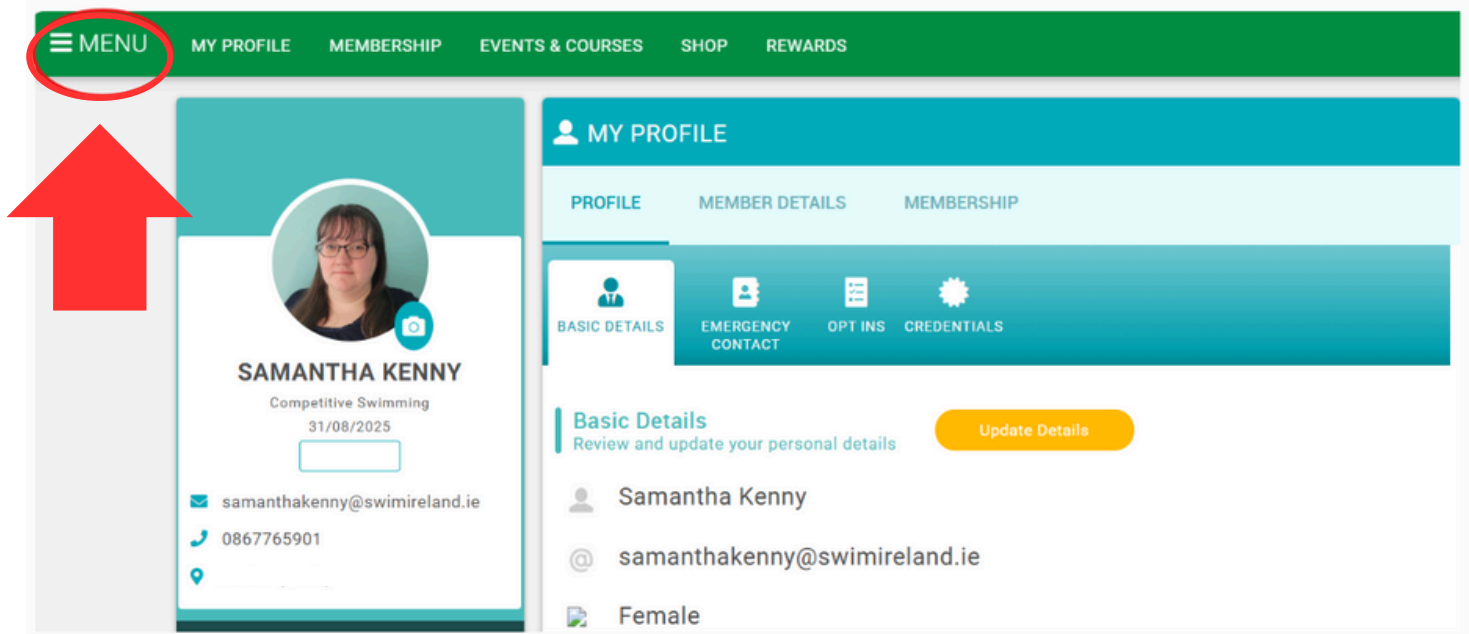 MENU MY PROFILE MEMBERSHIP EVENTS & COURSES SHOP REWARDS
SAMANTHA KENNY
Competitive Swimming
31/08/2025
samanthakenny@swimireland.ie
0867765901
MY PROFILE
PROFILE MEMBER DETAILS MEMBERSHIP
BASIC DETAILS
EMERGENCY
CONTACT
OPT INS
CREDENTIALS
Basic Details
Review and update your personal details
Update Details
Samantha Kenny
samanthakenny@swimireland.ie
Female